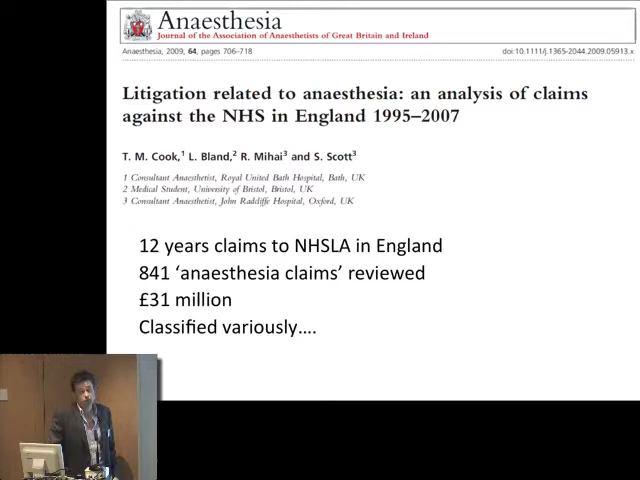 Anaesthesia
Journal of the Association of Anaesthetists of Great Britain and Ireland
Anaesthesia, 2009, 64, pages 706–718
doi:10.1111/j.1365-2044.2009.05913.x
Litigation related to anaesthesia: an analysis of claims
against the NHS in England 1995–2007
T. M. Cook,1 L. Bland,2 R. Mihai3 and S. Scott3
1 Consultant Anaesthetist, Royal United Bath Hospital, Bath, UK
2 Medical Student, University of Bristol, Bristol, UK
3 Consultant Anaesthetist, John Radcliffe Hospital, Oxford, UK
12 years claims to NHSLA in England
841 ‘anaesthesia claims’ reviewed
£31 million
Classified variously....